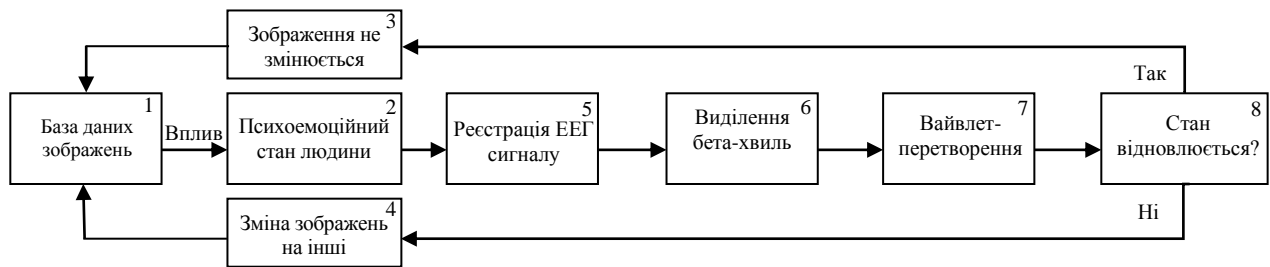 3
Зображення не
змінюється
Так
1
База даних
зображень
Вплив
2
Психоемоційний
стан людини
5
Реєстрація ЕЕГ
сигналу
6
Виділення
бета-хвиль
7
Вайвлет-
перетворення
8
Стан
відновлюється?
Ні
4
Зміна зображень
на інші